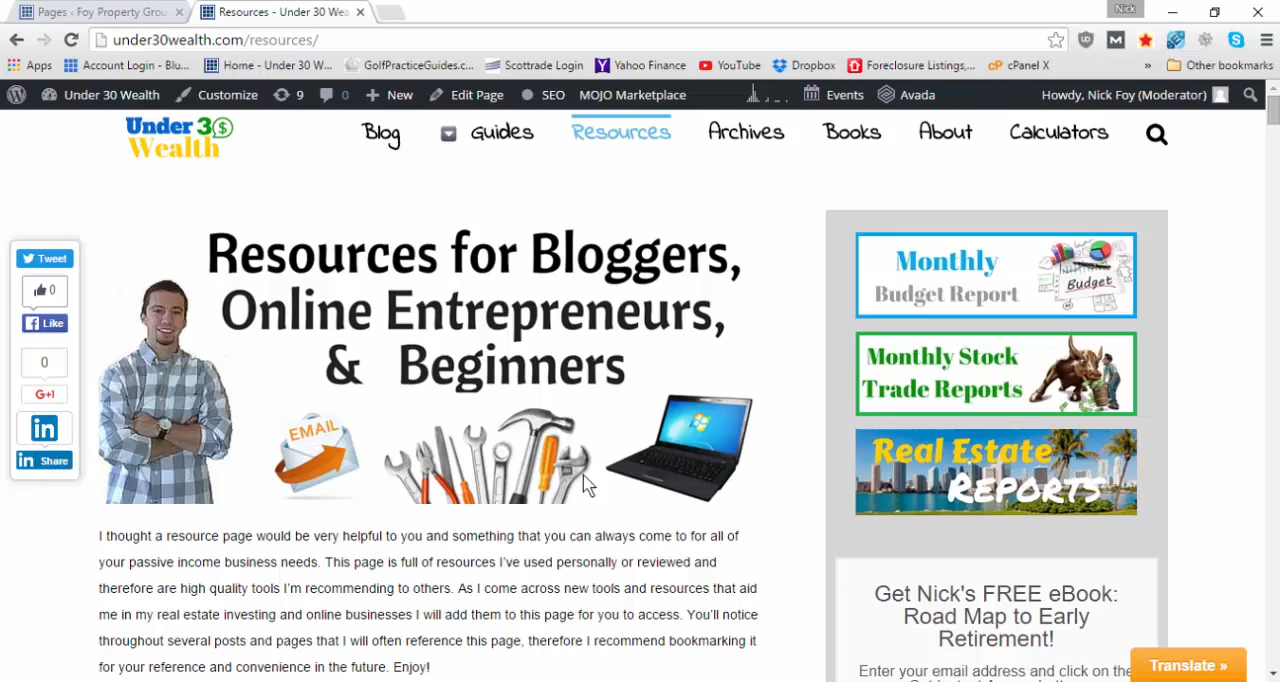 Pages ‹ Foy Property Grou
Resources - Under 30 Wea
Nick
under30wealth.com/resources/
Apps
Account Login - Blu...
Home - Under 30 W...
GolfPracticeGuides.c...
Scottrade Login
Yahoo Finance
YouTube
Dropbox
Foreclosure Listings,...
cP cPanel X
»
Other bookmarks
Under 30 Wealth
Customize
9
0
New
Edit Page
SEO
MOJO Marketplace
Events
Avada
Howdy, Nick Foy (Moderator)
Under 30
Wealth
Blog
Guides
Resources
Archives
Books
About
Calculators
Tweet
0
Like
0
G+1
in
in Share
Resources for Bloggers,
Online Entrepreneurs,
& Beginners
EMAIL
I thought a resource page would be very helpful to you and something that you can always come to for all of
your passive income business needs. This page is full of resources I've used personally or reviewed and
therefore are high quality tools I'm recommending to others. As I come across new tools and resources that aid
me in my real estate investing and online businesses I will add them to this page for you to access. You'll notice
throughout several posts and pages that I will often reference this page, therefore I recommend bookmarking it
for your reference and convenience in the future. Enjoy!
Monthly
Budget Report
Budget
Monthly Stock
Trade Reports
Real Estate
REPORTS
Get Nick's FREE eBook:
Road Map to Early
Retirement!
Enter your email address and click on the
Translate »